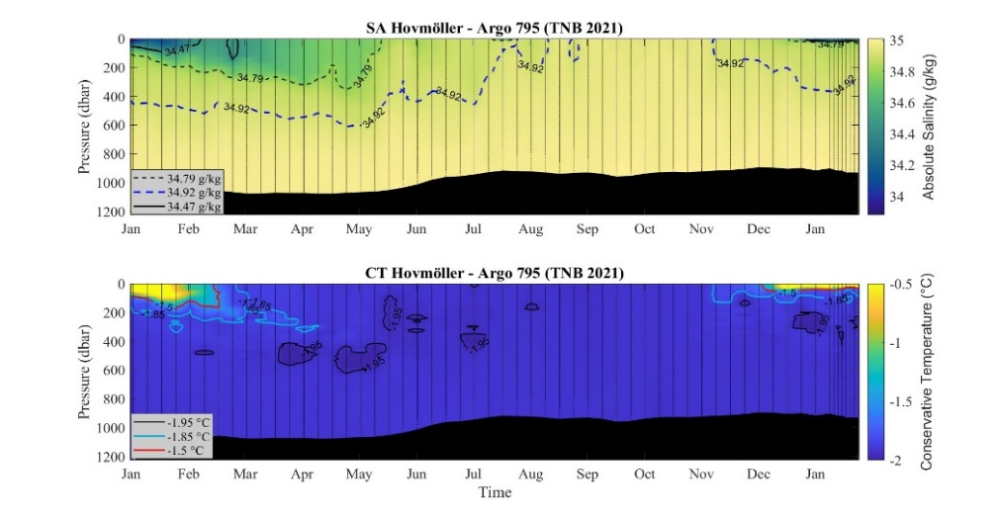 SA Hovmöller - Argo 795 (TNB 2021)
0
200
400
600
800
1000
1200
Pressure (dbar)
34.47
34.79
34.79
34.79
34.92
34.92
34.92
34.92
34.92
34.92
34.79 g/kg
34.92 g/kg
34.47 g/kg
Jan Feb Mar Apr May Jun Jul Aug Sep Oct Nov Dec Jan
35
34.8
34.6
34.4
34.2
34
Absolute Salinity (g/kg)
CT Hovmöller - Argo 795 (TNB 2021)
0
200
400
600
800
1000
1200
Pressure (dbar)
-1.5
-1.85
-1.85
-1.95
-1.95
-1.95
-1.95
-1.5
-1.85
-1.95
-1.95 °C
-1.85 °C
-1.5 °C
Jan Feb Mar Apr May Jun Jul Aug Sep Oct Nov Dec Jan
Time
-0.5
-1
-1.5
-2
Conservative Temperature (°C)